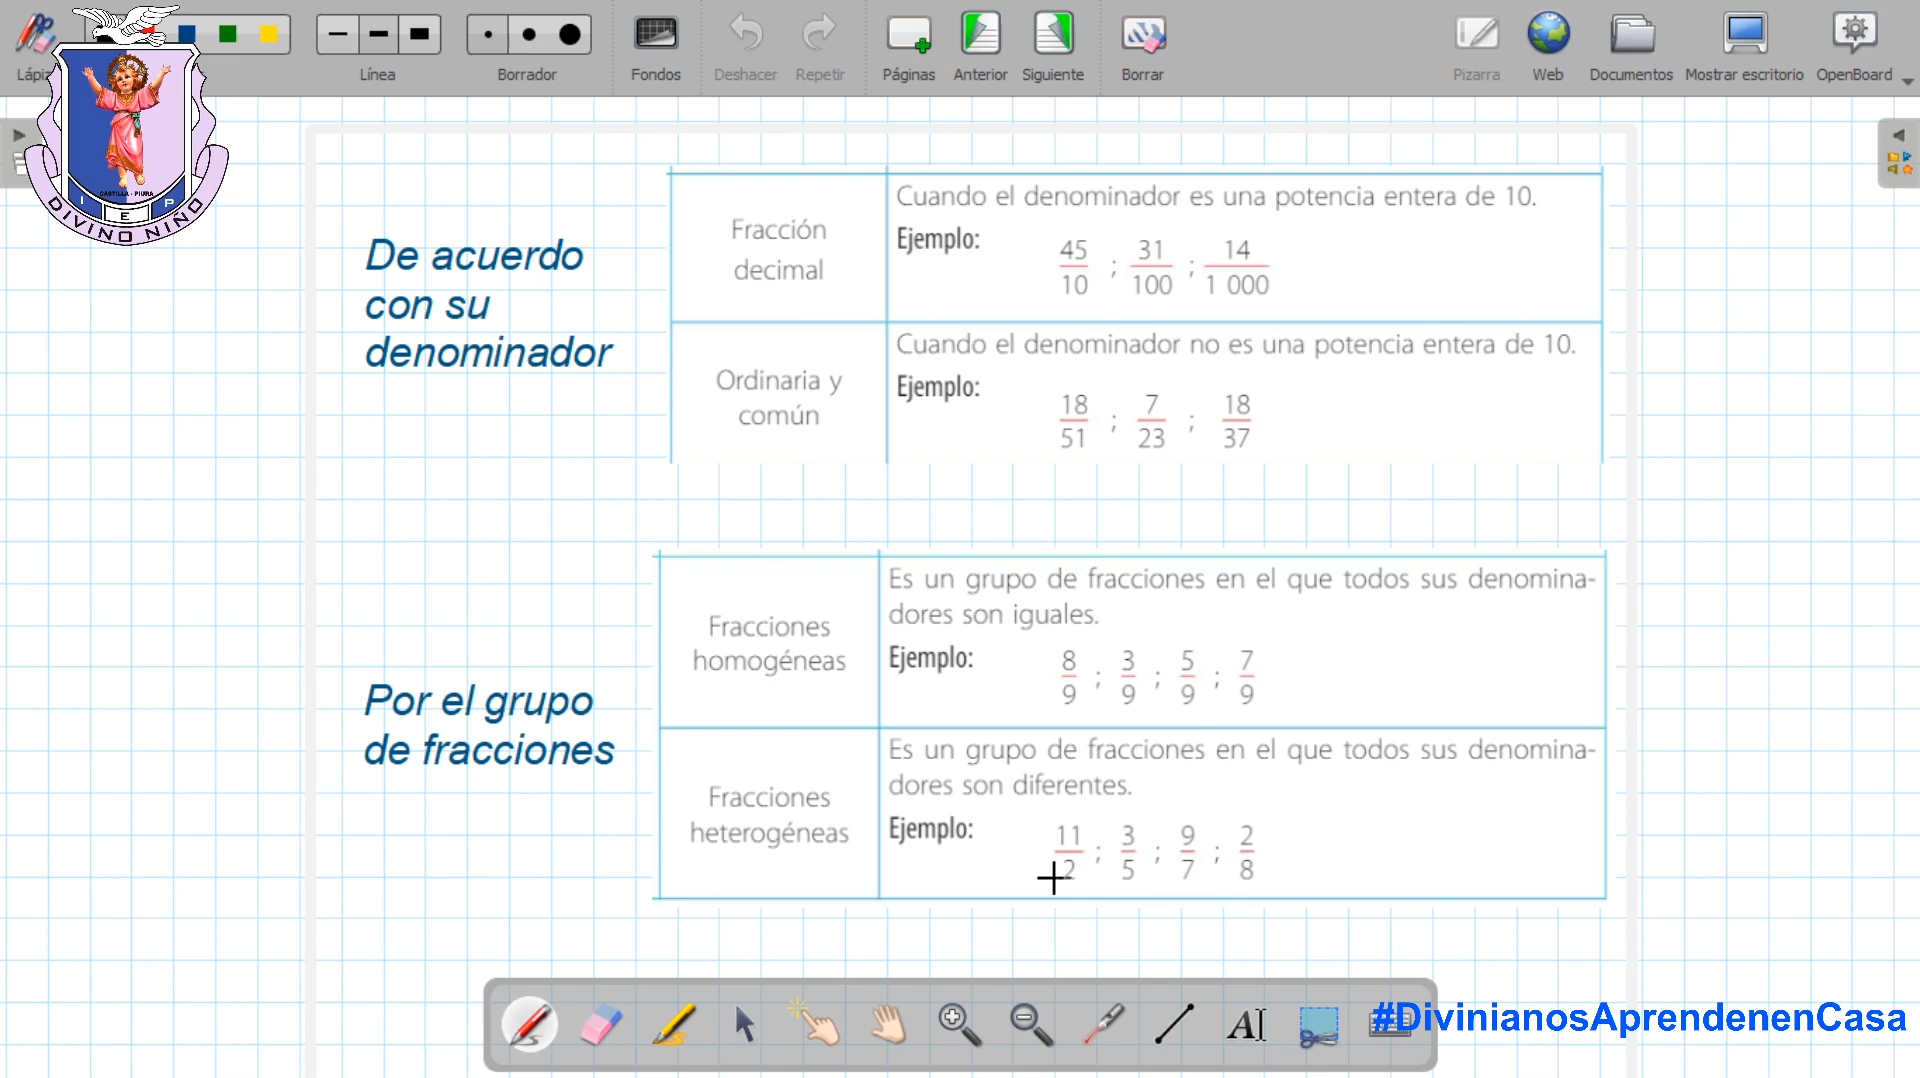 Línea
Borrador
Fondos
Deshacer
Repetir
Páginas
Anterior
Siguiente
Borrar
Pizarra
Web
Documentos
Mostrar escritorio
OpenBoard
CASTILLA - PIURA
I E P
DIVINO NIÑO
De acuerdo
con su
denominador
Fracción
decimal
Cuando el denominador es una potencia entera de 10.
Ejemplo:
45/10 ; 31/100 ; 14/1 000
Ordinaria y
común
Cuando el denominador no es una potencia entera de 10.
Ejemplo:
18/51 ; 7/23 ; 18/37
Por el grupo
de fracciones
Fracciones
homogéneas
Es un grupo de fracciones en el que todos sus denomina-
dores son iguales.
Ejemplo:
8/9 ; 3/9 ; 5/9 ; 7/9
Fracciones
heterogéneas
Es un grupo de fracciones en el que todos sus denomina-
dores son diferentes.
Ejemplo:
11/2 ; 3/5 ; 9/7 ; 2/8
#DivinianosAprendenenCasa